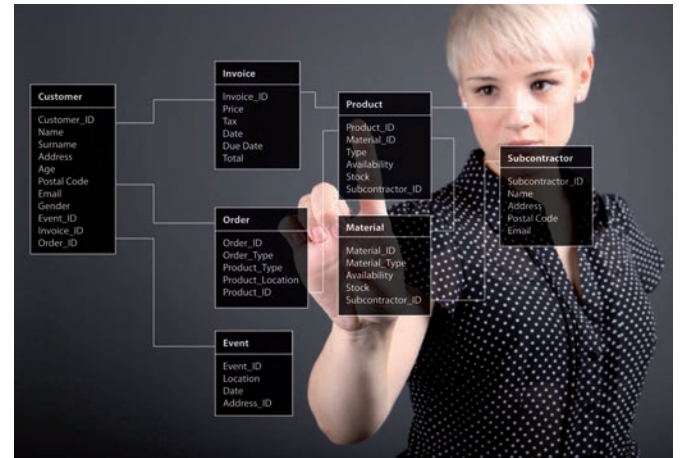 Customer
Customer_ID
Name
Surname
Address
Age
Postal Code
Email
Gender
Event_ID
Invoice_ID
Order_ID
Invoice
Invoice_ID
Price
Tax
Date
Due Date
Total
Order
Order_ID
Order_Type
Product_Type
Product_Location
Product_ID
Event
Event_ID
Location
Date
Address_ID
Product
Product_ID
Material_ID
Type
Availability
Stock
Subcontractor_ID
Material
Material_ID
Material_Type
Availability
Stock
Subcontractor_ID
Subcontractor
Subcontractor_ID
Name
Address
Postal Code
Email